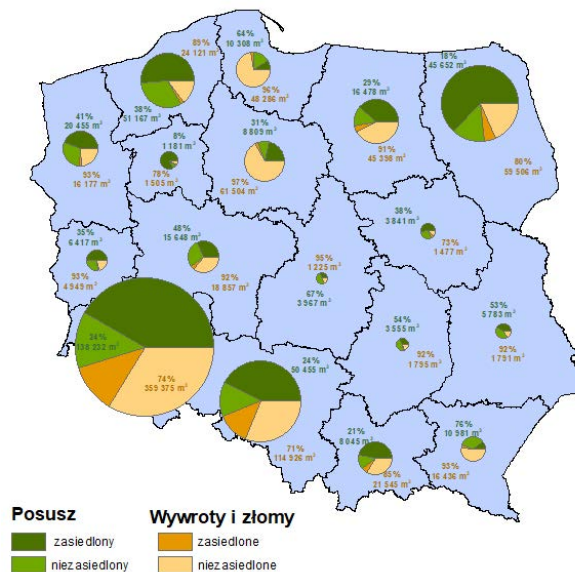 89%
24 121 m³
64%
10 308 m³
18%
45 652 m³
29%
16 478 m³
38%
51 167 m³
96%
48 286 m³
41%
20 455 m³
8%
1 181 m³
31%
8 809 m³
91%
45 398 m³
80%
59 506 m³
93%
16 177 m³
78%
1 505 m³
97%
61 504 m³
38%
3 841 m³
35%
6 417 m³
48%
15 648 m³
95%
1 225 m³
73%
1 477 m³
93%
4 949 m³
92%
18 857 m³
67%
3 967 m³
53%
5 783 m³
34%
138 232 m³
54%
3 555 m³
92%
1 795 m³
92%
1 791 m³
74%
359 375 m³
24%
50 455 m³
21%
8 045 m³
76%
10 981 m³
71%
114 926 m³
85%
21 545 m³
93%
16 436 m³
Posusz
Wywroty i złomy
zasiedlony
zasiedlone
niezasiedlony
niezasiedlone